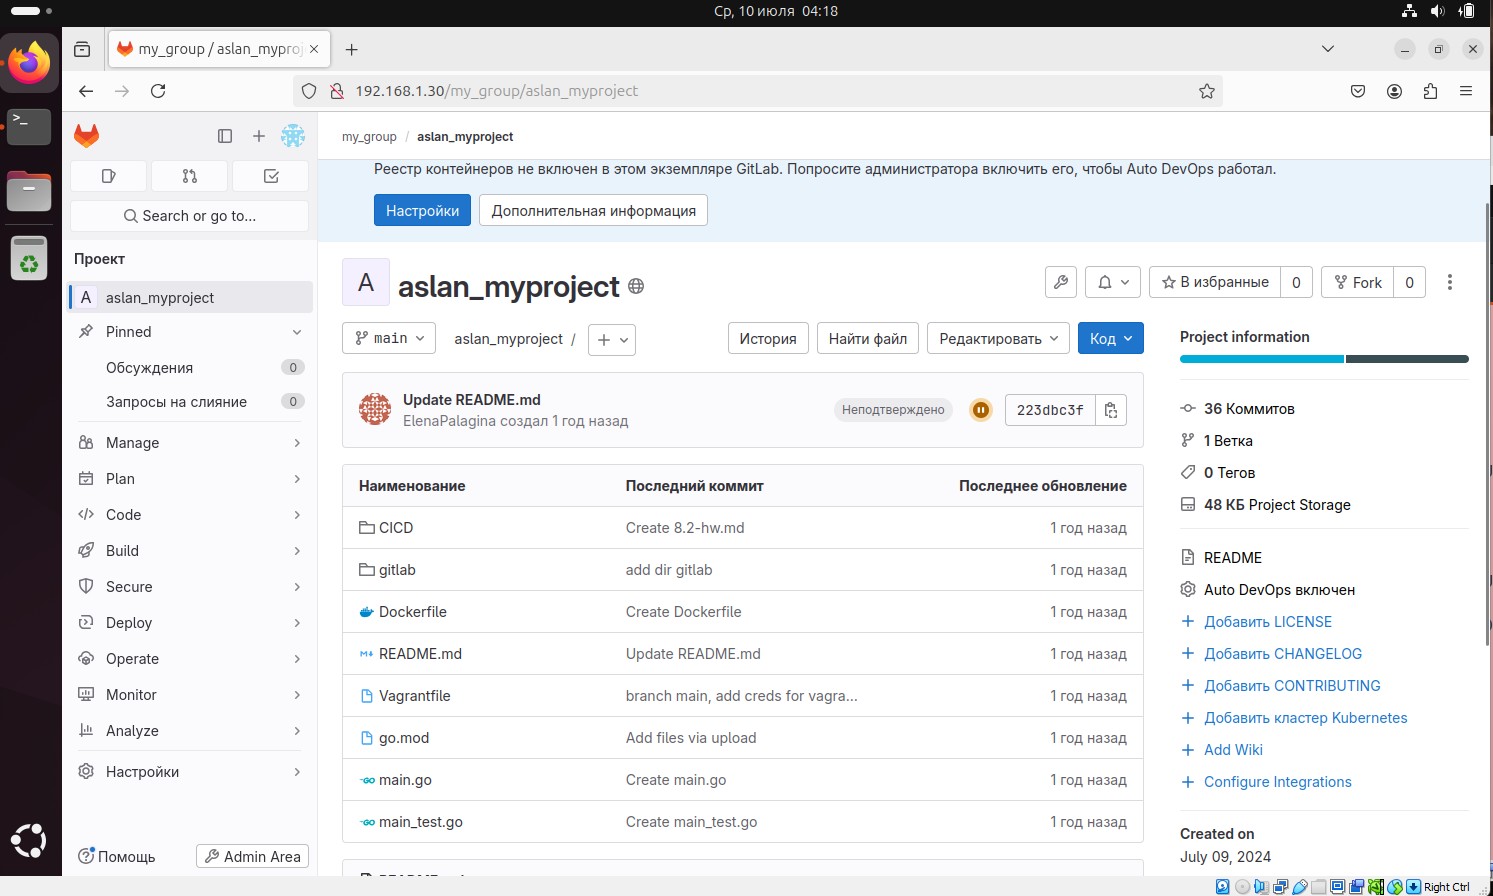 Ср, 10 июля 04:18
my_group / aslan_myproj
192.168.1.30/my_group/aslan_myproject
my_group / aslan_myproject
Реестр контейнеров не включен в этом экземпляре GitLab. Попросите администратора включить его, чтобы Auto DevOps работал.
Настройки Дополнительная информация
Search or go to...
Проект
A aslan_myproject
Pinned
Обсуждения 0
Запросы на слияние 0
Manage
Plan
Code
Build
Secure
Deploy
Operate
Monitor
Analyze
Настройки
Помощь Admin Area
A aslan_myproject
В избранные 0 Fork 0
main aslan_myproject / История Найти файл Редактировать Код
Update README.md
ElenaPalagina создал 1 год назад
Неподтверждено 223dbc3f
Наименование Последний коммит Последнее обновление
CICD Create 8.2-hw.md 1 год назад
gitlab add dir gitlab 1 год назад
Dockerfile Create Dockerfile 1 год назад
README.md Update README.md 1 год назад
Vagrantfile branch main, add creds for vagra... 1 год назад
go.mod Add files via upload 1 год назад
main.go Create main.go 1 год назад
main_test.go Create main_test.go 1 год назад
Project information
36 Коммитов
1 Ветка
0 Тегов
48 КБ Project Storage
README
Auto DevOps включен
Добавить LICENSE
Добавить CHANGELOG
Добавить CONTRIBUTING
Добавить кластер Kubernetes
Add Wiki
Configure Integrations
Created on
July 09, 2024
Right Ctrl